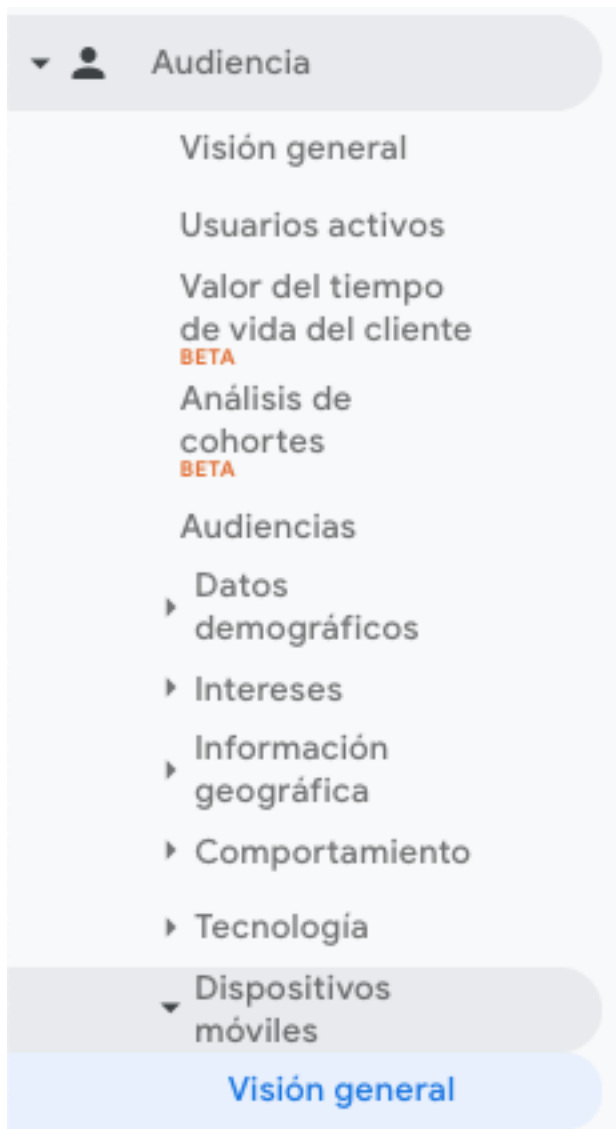 Audiencia
Visión general
Usuarios activos
Valor del tiempo
de vida del cliente
BETA
Análisis de
cohortes
BETA
Audiencias
Datos
demográficos
Intereses
Información
geográfica
Comportamiento
Tecnología
Dispositivos
móviles
Visión general